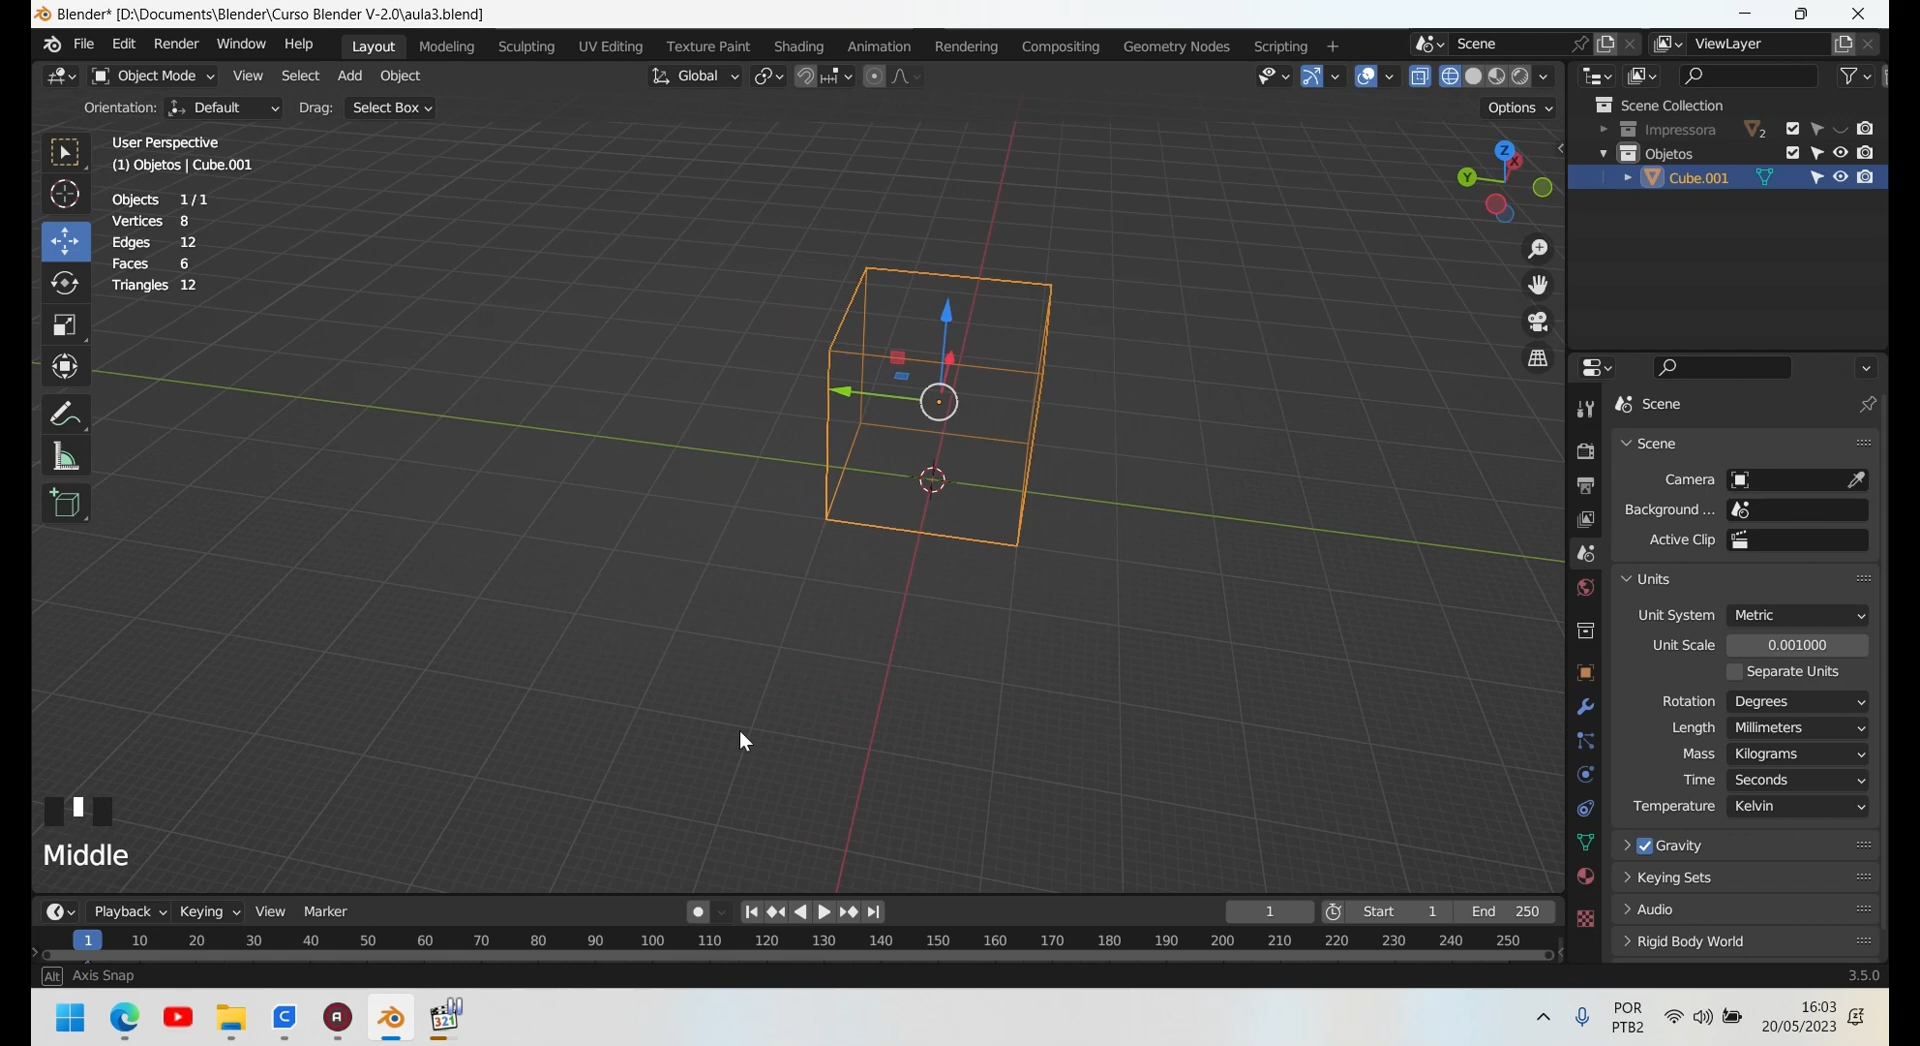 Blender* [D:\Documents\Blender\Curso Blender V-2.0\aula3.blend]
File Edit Render Window Help Layout Modeling Sculpting UV Editing Texture Paint Shading Animation Rendering Compositing Geometry Nodes Scripting + Scene ViewLayer
Object Mode View Select Add Object Global
Orientation: Default Drag: Select Box Options
User Perspective
(1) Objetos | Cube.001
Objects 1/1
Vertices 8
Edges 12
Faces 6
Triangles 12
Z
X
Y
Middle
Scene Collection
Impressora 2
Objetos
Cube.001
Scene
Scene
Camera
Background ...
Active Clip
Units
Unit System Metric
Unit Scale 0.001000
Separate Units
Rotation Degrees
Length Millimeters
Mass Kilograms
Time Seconds
Temperature Kelvin
Gravity
Keying Sets
Audio
Rigid Body World
Playback Keying View Marker 1 Start 1 End 250
1 10 20 30 40 50 60 70 80 90 100 110 120 130 140 150 160 170 180 190 200 210 220 230 240 250
Alt Axis Snap 3.5.0
C A 321
POR
PTB2
16:03
20/05/2023